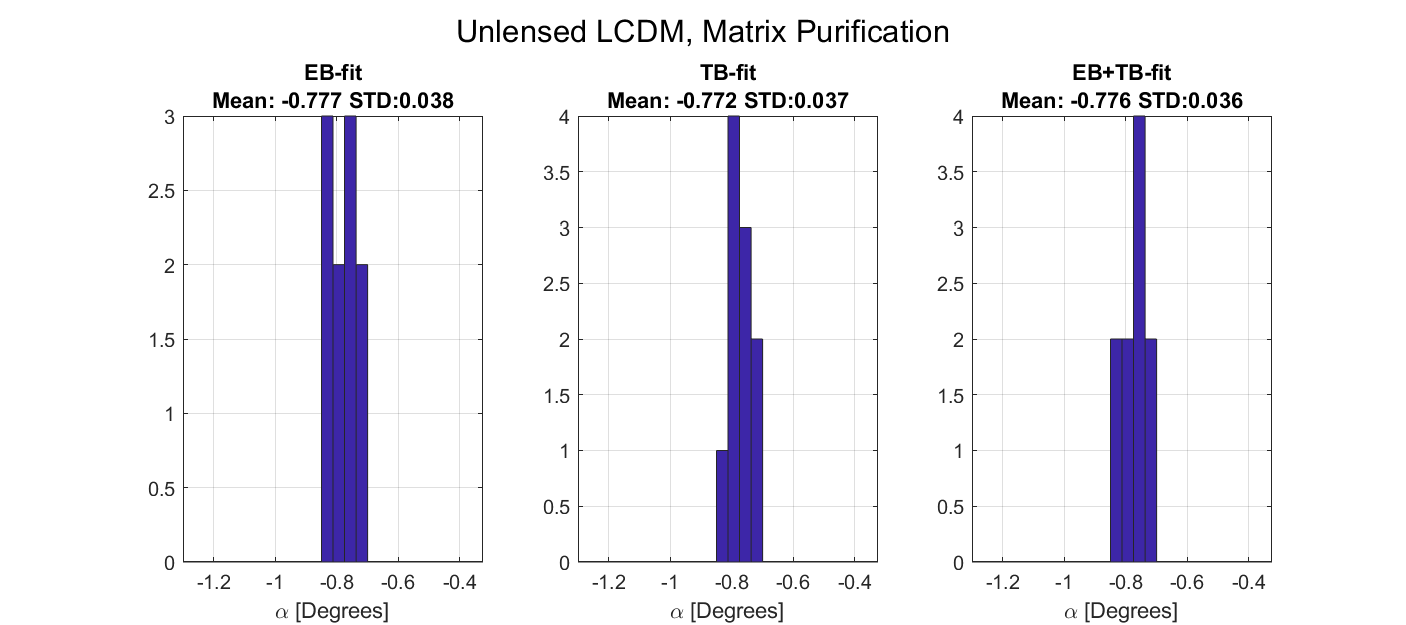 Unlensed LCDM, Matrix Purification
EB-fit
Mean: -0.777 STD:0.038
3
2.5
2
1.5
1
0.5
0
-1.2 -1 -0.8 -0.6 -0.4
α [Degrees]
TB-fit
Mean: -0.772 STD:0.037
4
3.5
3
2.5
2
1.5
1
0.5
0
-1.2 -1 -0.8 -0.6 -0.4
α [Degrees]
EB+TB-fit
Mean: -0.776 STD:0.036
4
3.5
3
2.5
2
1.5
1
0.5
0
-1.2 -1 -0.8 -0.6 -0.4
α [Degrees]